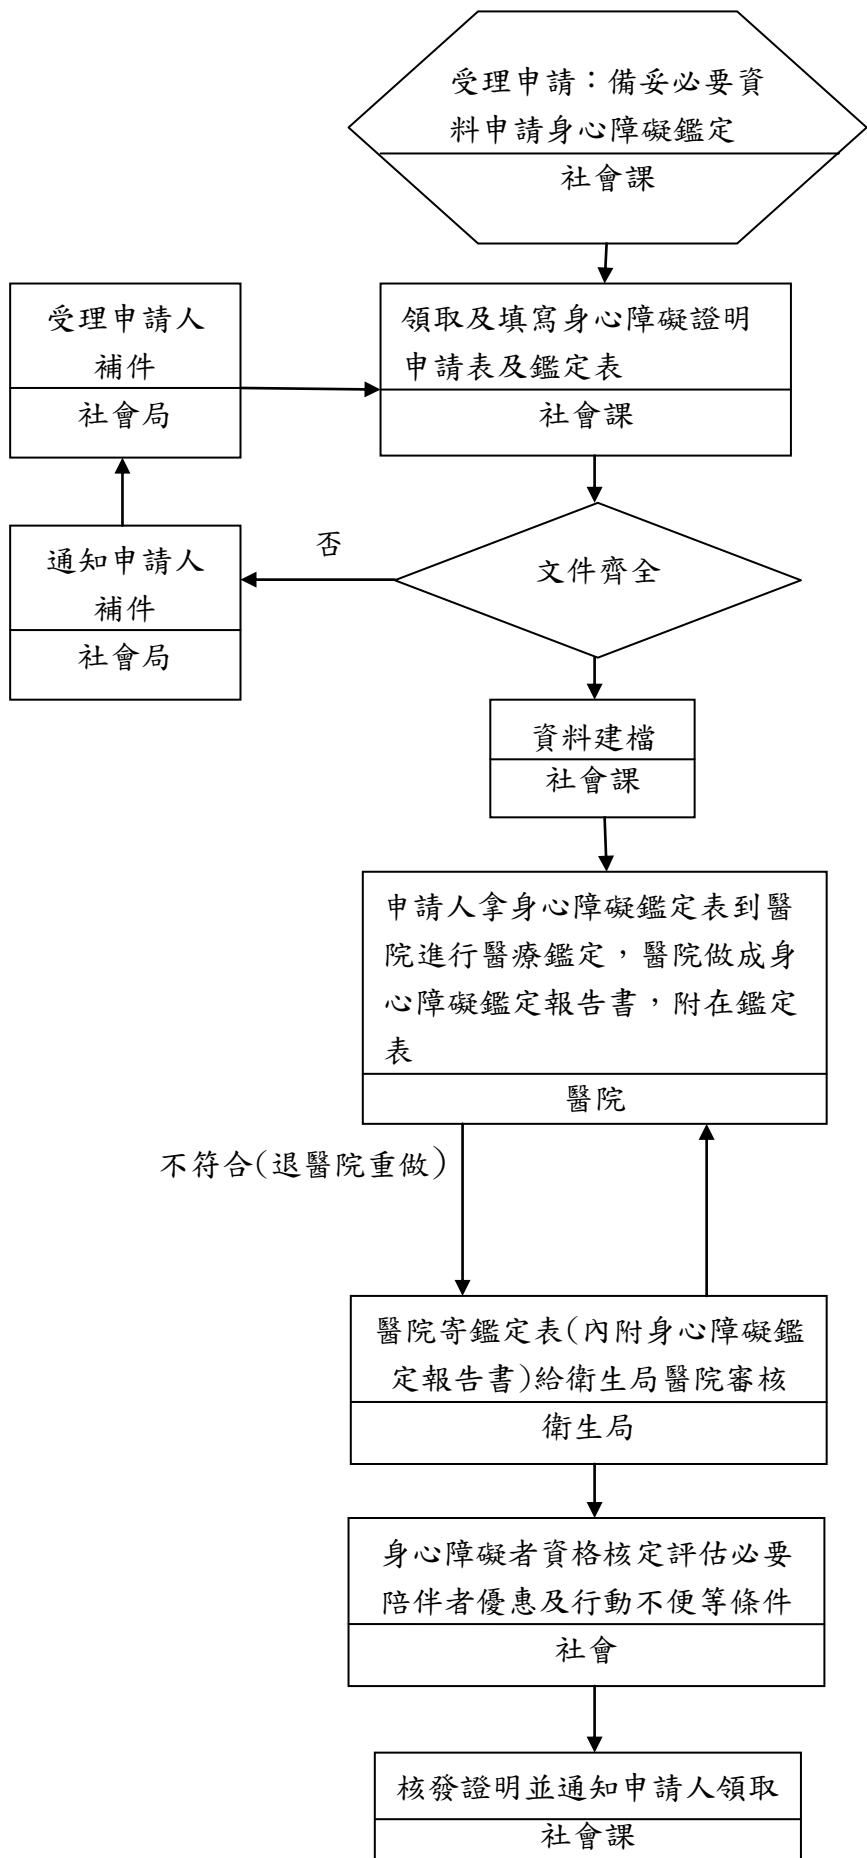 受理申請：備妥必要資
料申請身心障礙鑑定
社會課
受理申請人
補件
社會局
領取及填寫身心障礙證明
申請表及鑑定表
社會課
通知申請人
補件
社會局
否
文件齊全
資料建檔
社會課
申請人拿身心障礙鑑定表到醫
院進行醫療鑑定，醫院做成身
心障礙鑑定報告書，附在鑑定
表
醫院
不符合(退醫院重做)
醫院寄鑑定表(內附身心障礙鑑
定報告書)給衛生局醫院審核
衛生局
身心障礙者資格核定評估必要
陪伴者優惠及行動不便等條件
社會
核發證明並通知申請人領取
社會課